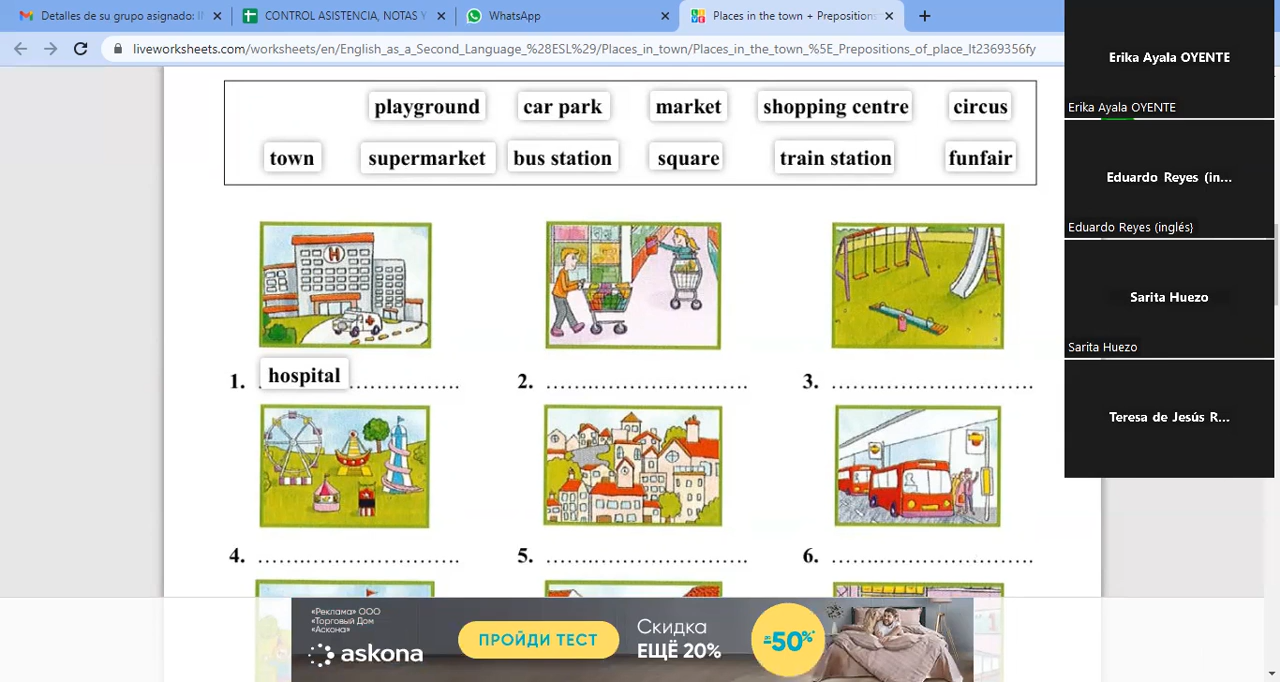 Detalles de su grupo asignado: I
CONTROL ASISTENCIA, NOTAS Y
WhatsApp
Places in the town + Preposition
liveworksheets.com/worksheets/en/English_as_a_Second_Language_%28ESL%29/Places_in_town/Places_in_the_town_%5E_Prepositions_of_place_lt2369356fy
playground car park market shopping centre circus
town supermarket bus station square train station funfair
H
1. hospital
2.
3.
4.
5.
6.
«Реклама» ООО
«Торговый Дом
«Аскона»
askona
ПРОЙДИ ТЕСТ
Скидка
ЕЩЁ 20%
-50%*
Erika Ayala OYENTE
Erika Ayala OYENTE
Eduardo Reyes (in...
Eduardo Reyes (inglés)
Sarita Huezo
Sarita Huezo
Teresa de Jesús R...